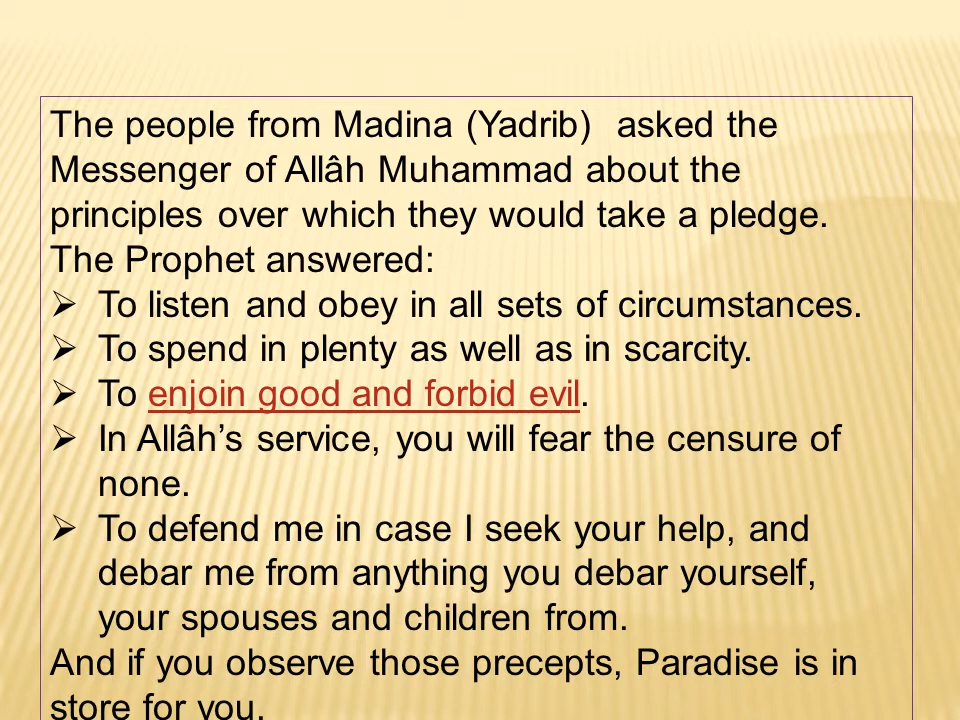 The people from Madina (Yadrib) asked the
Messenger of Allâh Muhammad about the
principles over which they would take a pledge.
The Prophet answered:
➢ To listen and obey in all sets of circumstances.
➢ To spend in plenty as well as in scarcity.
➢ To enjoin good and forbid evil.
➢ In Allâh’s service, you will fear the censure of
none.
➢ To defend me in case I seek your help, and
debar me from anything you debar yourself,
your spouses and children from.
And if you observe those precepts, Paradise is in
store for you.